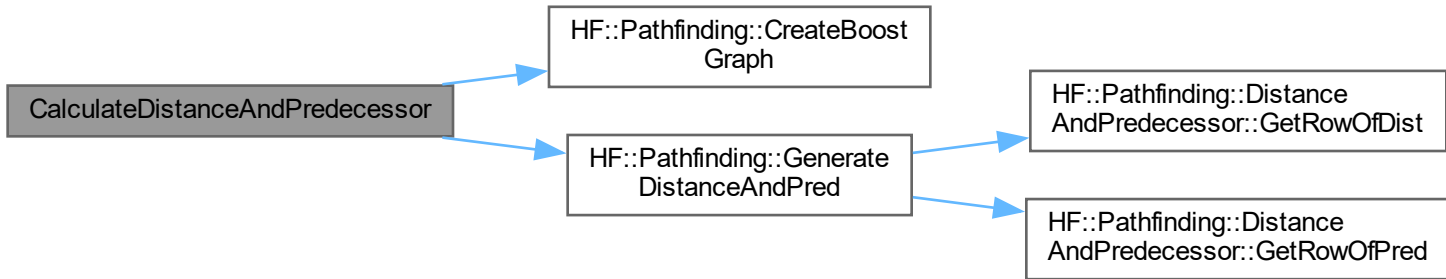 CalculateDistanceAndPredecessor
HF::Pathfinding::CreateBoost
Graph
HF::Pathfinding::Generate
DistanceAndPred
HF::Pathfinding::Distance
AndPredecessor::GetRowOfDist
HF::Pathfinding::Distance
AndPredecessor::GetRowOfPred